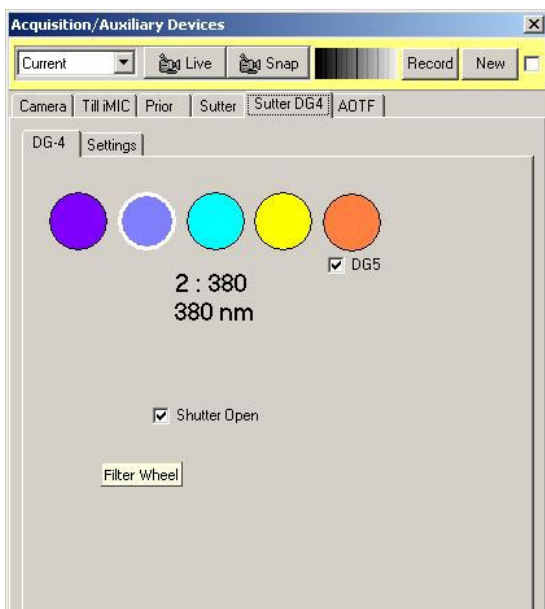 Acquisition/Auxiliary Devices
Current Live Snap Record New
Camera Till iMIC Prior Sutter Sutter DG4 AOTF
DG-4 Settings
DG5
2 : 380
380 nm
Shutter Open
Filter Wheel